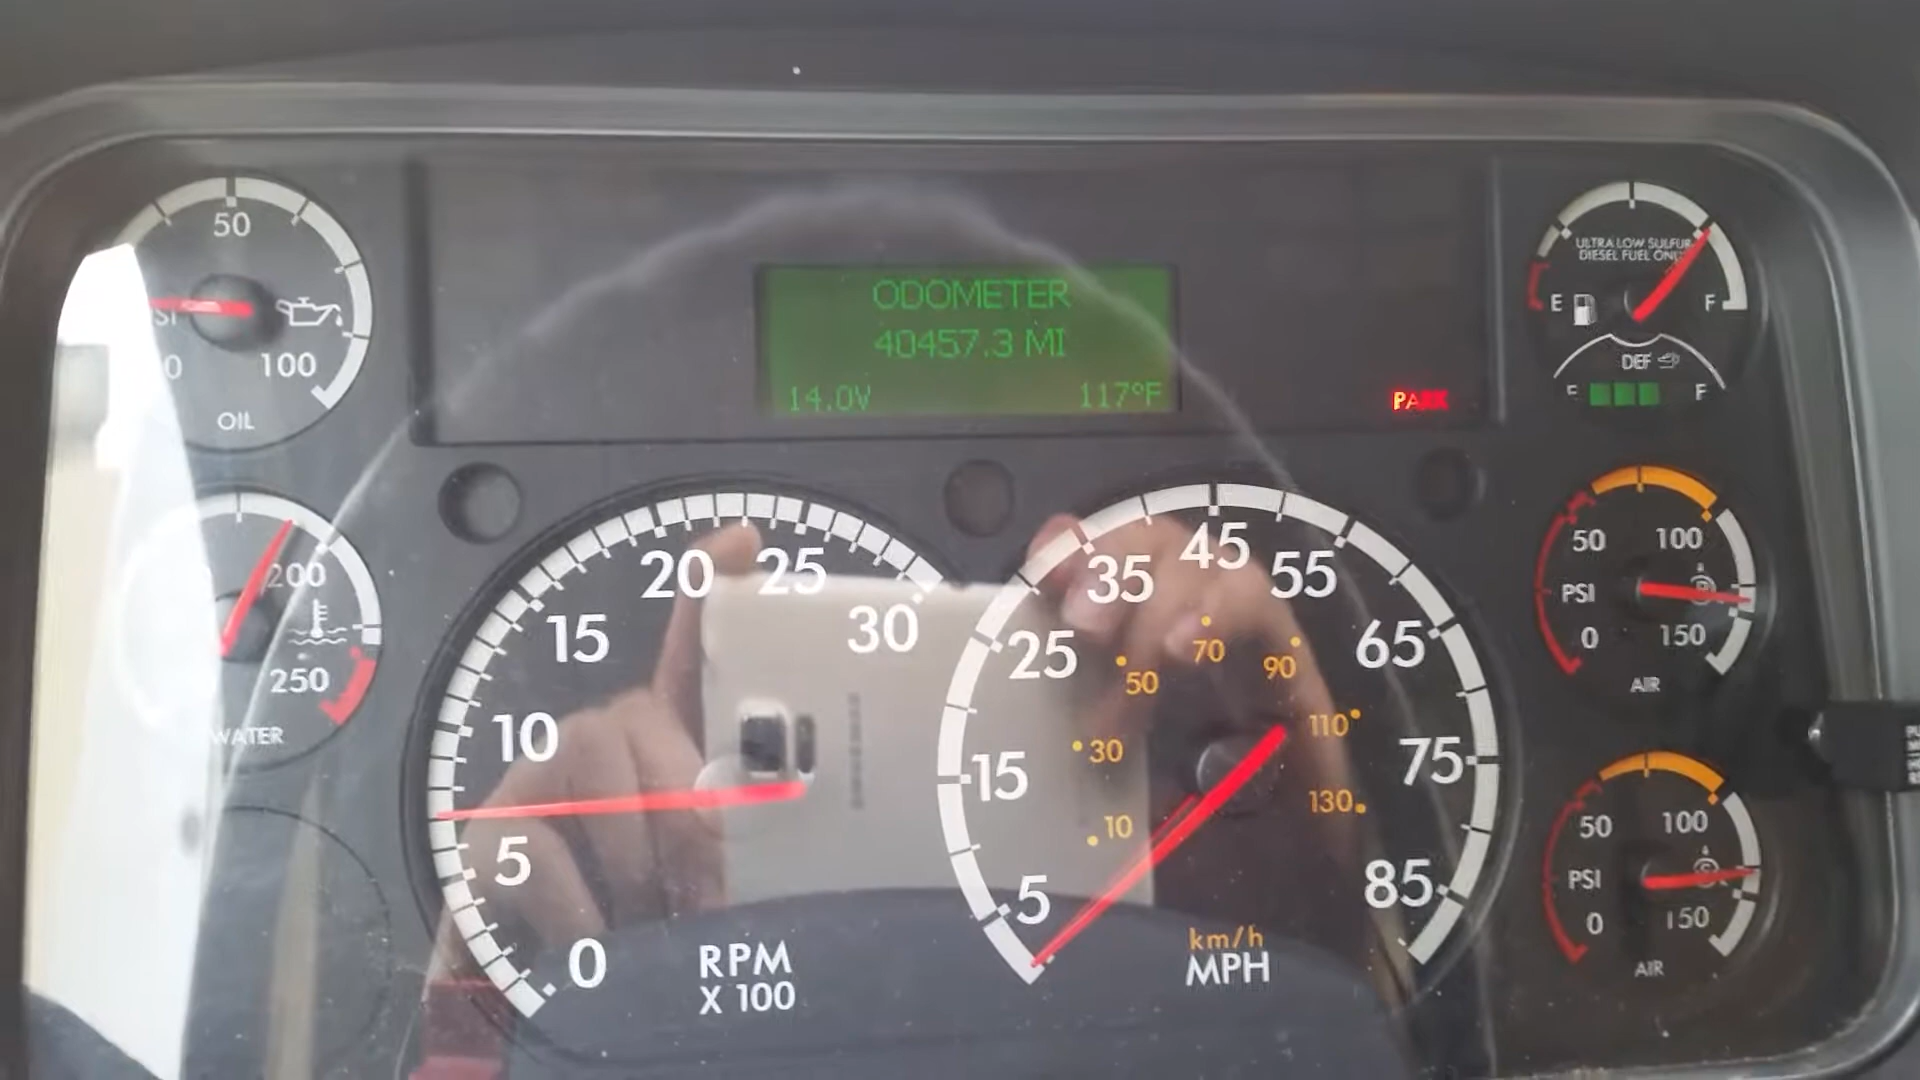 50
SI
0
100
OIL
ODOMETER
40457.3 MI
14.0V
117°F
PARK
ULTRA LOW SULFUR
DIESEL FUEL ONLY
E
F
DEF
E
F
200
250
WATER
0
5
10
15
20
25
30
RPM
X 100
5
15
25
35
45
55
65
75
85
10
30
50
70
90
110
130
km/h
MPH
50
100
PSI
0
150
AIR
50
100
PSI
0
150
AIR